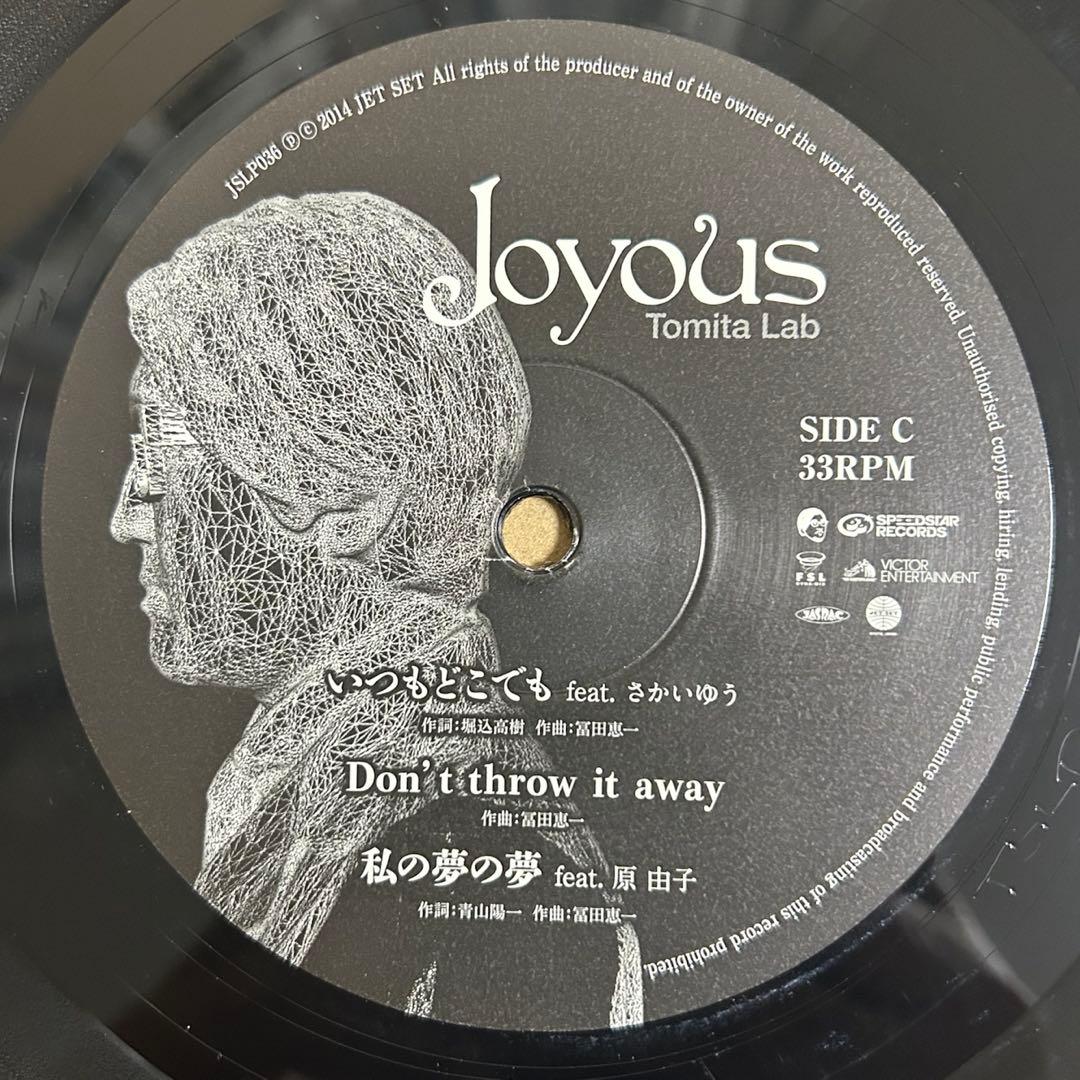 JSLP036 ℗ © 2014 JET SET All rights of the producer and of the owner of the work reproduced reserved. Unauthorised copying, hiring, lending, public performance and broadcasting of this record prohibited.
Joyous
Tomita Lab
SIDE C
33RPM
SPEEDSTAR
RECORDS
FSL
VICTOR
ENTERTAINMENT
JASRAC
JET SET
いつもどこでも feat. さかいゆう
作詞:堀込高樹 作曲:冨田恵一
Don't throw it away
作曲:冨田恵一
私の夢の夢 feat. 原 由子
作詞:青山陽一 作曲:冨田恵一